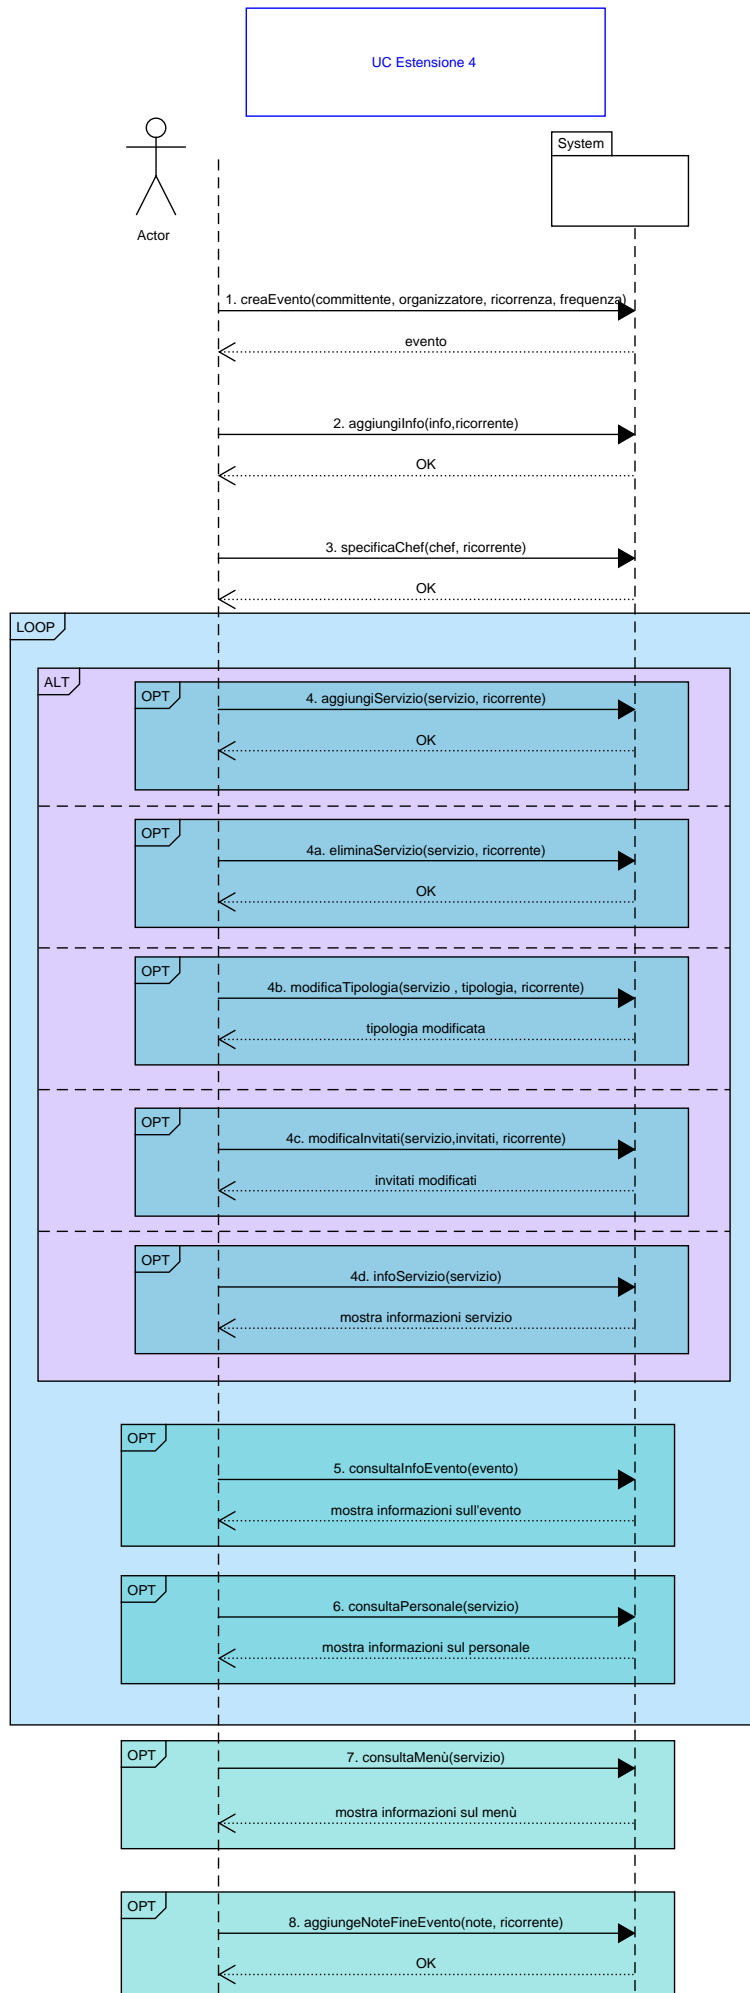 UC Estensione 4
System
Actor
1. creaEvento(committente, organizzatore, ricorrenza, frequenza)
evento
2. aggiungiInfo(info,ricorrente)
OK
3. specificaChef(chef, ricorrente)
OK
LOOP
ALT
OPT
4. aggiungiServizio(servizio, ricorrente)
OK
OPT
4a. eliminaServizio(servizio, ricorrente)
OK
OPT
4b. modificaTipologia(servizio , tipologia, ricorrente)
tipologia modificata
OPT
4c. modificaInvitati(servizio,invitati, ricorrente)
invitati modificati
OPT
4d. infoServizio(servizio)
mostra informazioni servizio
OPT
5. consultaInfoEvento(evento)
mostra informazioni sull'evento
OPT
6. consultaPersonale(servizio)
mostra informazioni sul personale
OPT
7. consultaMenù(servizio)
mostra informazioni sul menù
OPT
8. aggiungeNoteFineEvento(note, ricorrente)
OK